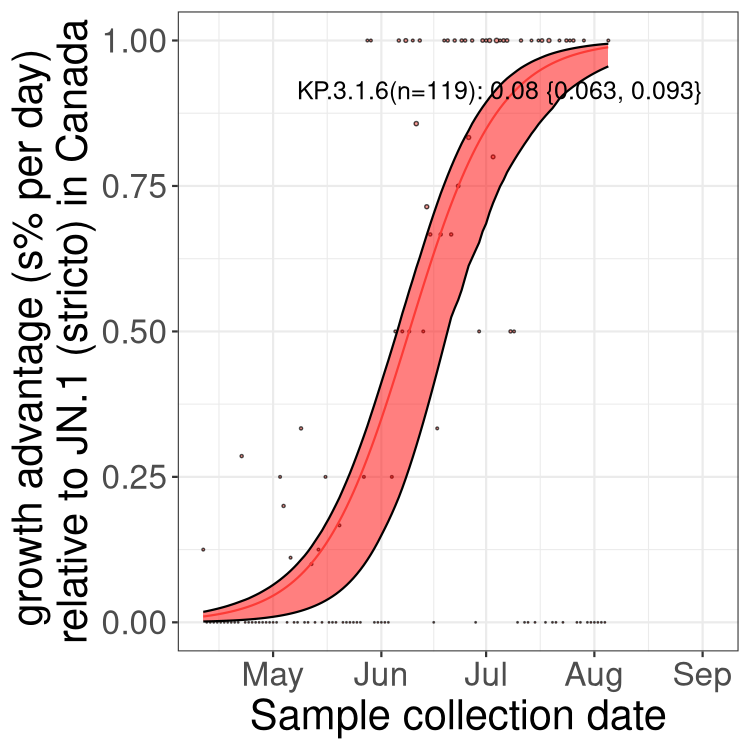 growth advantage (s% per day)
relative to JN.1 (stricto) in Canada
1.00
0.75
0.50
0.25
0.00
KP.3.1.6(n=119): 0.08 {0.063, 0.093}
May Jun Jul Aug Sep
Sample collection date